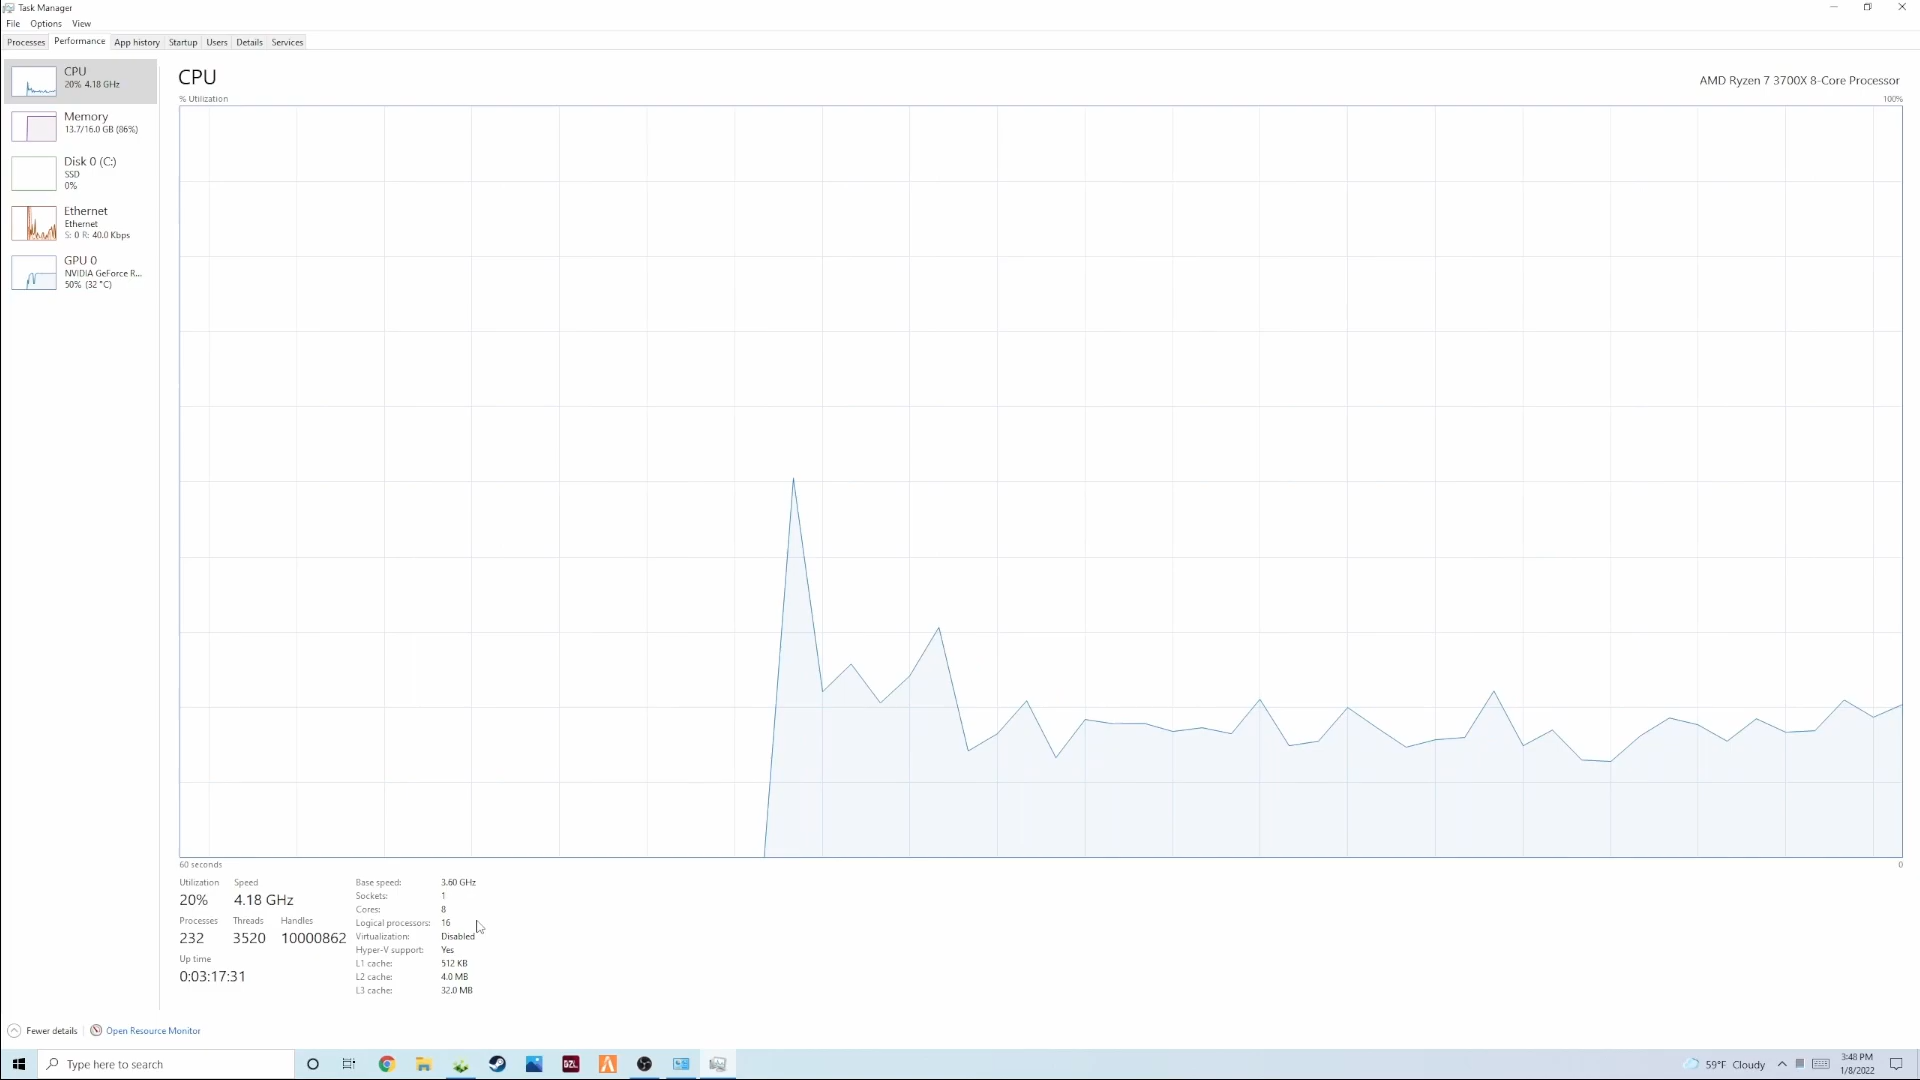 Task Manager
File Options View
Processes Performance App history Startup Users Details Services
CPU
20% 4.18 GHz
Memory
13.7/16.0 GB (86%)
Disk 0 (C:)
SSD
0%
Ethernet
Ethernet
S: 0 R: 40.0 Kbps
GPU 0
NVIDIA GeForce R...
50% (32 °C)
CPU
AMD Ryzen 7 3700X 8-Core Processor
% Utilization
100%
60 seconds
0
Utilization Speed
20% 4.18 GHz
Processes Threads Handles
232 3520 10000862
Up time
0:03:17:31
Base speed: 3.60 GHz
Sockets: 1
Cores: 8
Logical processors: 16
Virtualization: Disabled
Hyper-V support: Yes
L1 cache: 512 KB
L2 cache: 4.0 MB
L3 cache: 32.0 MB
Fewer details
Open Resource Monitor
Type here to search
DZL
59°F Cloudy
3:48 PM
1/8/2022